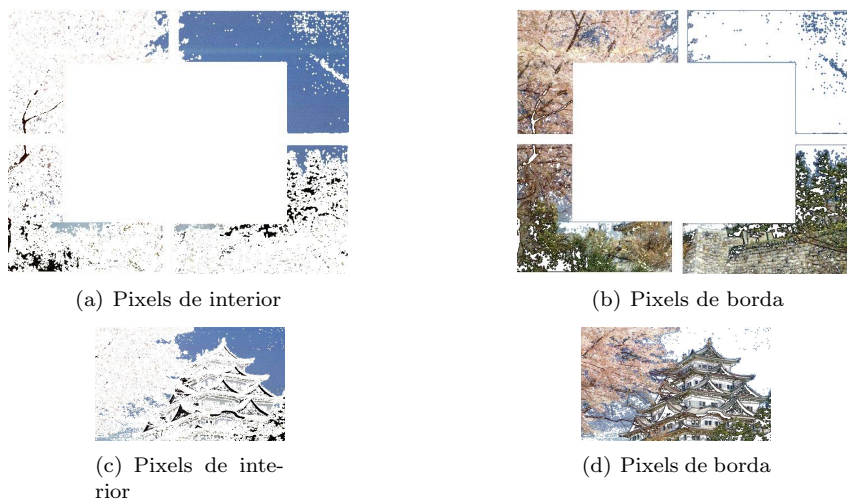 (a) Pixels de interior
(b) Pixels de borda
(c) Pixels de inte-
rior
(d) Pixels de borda